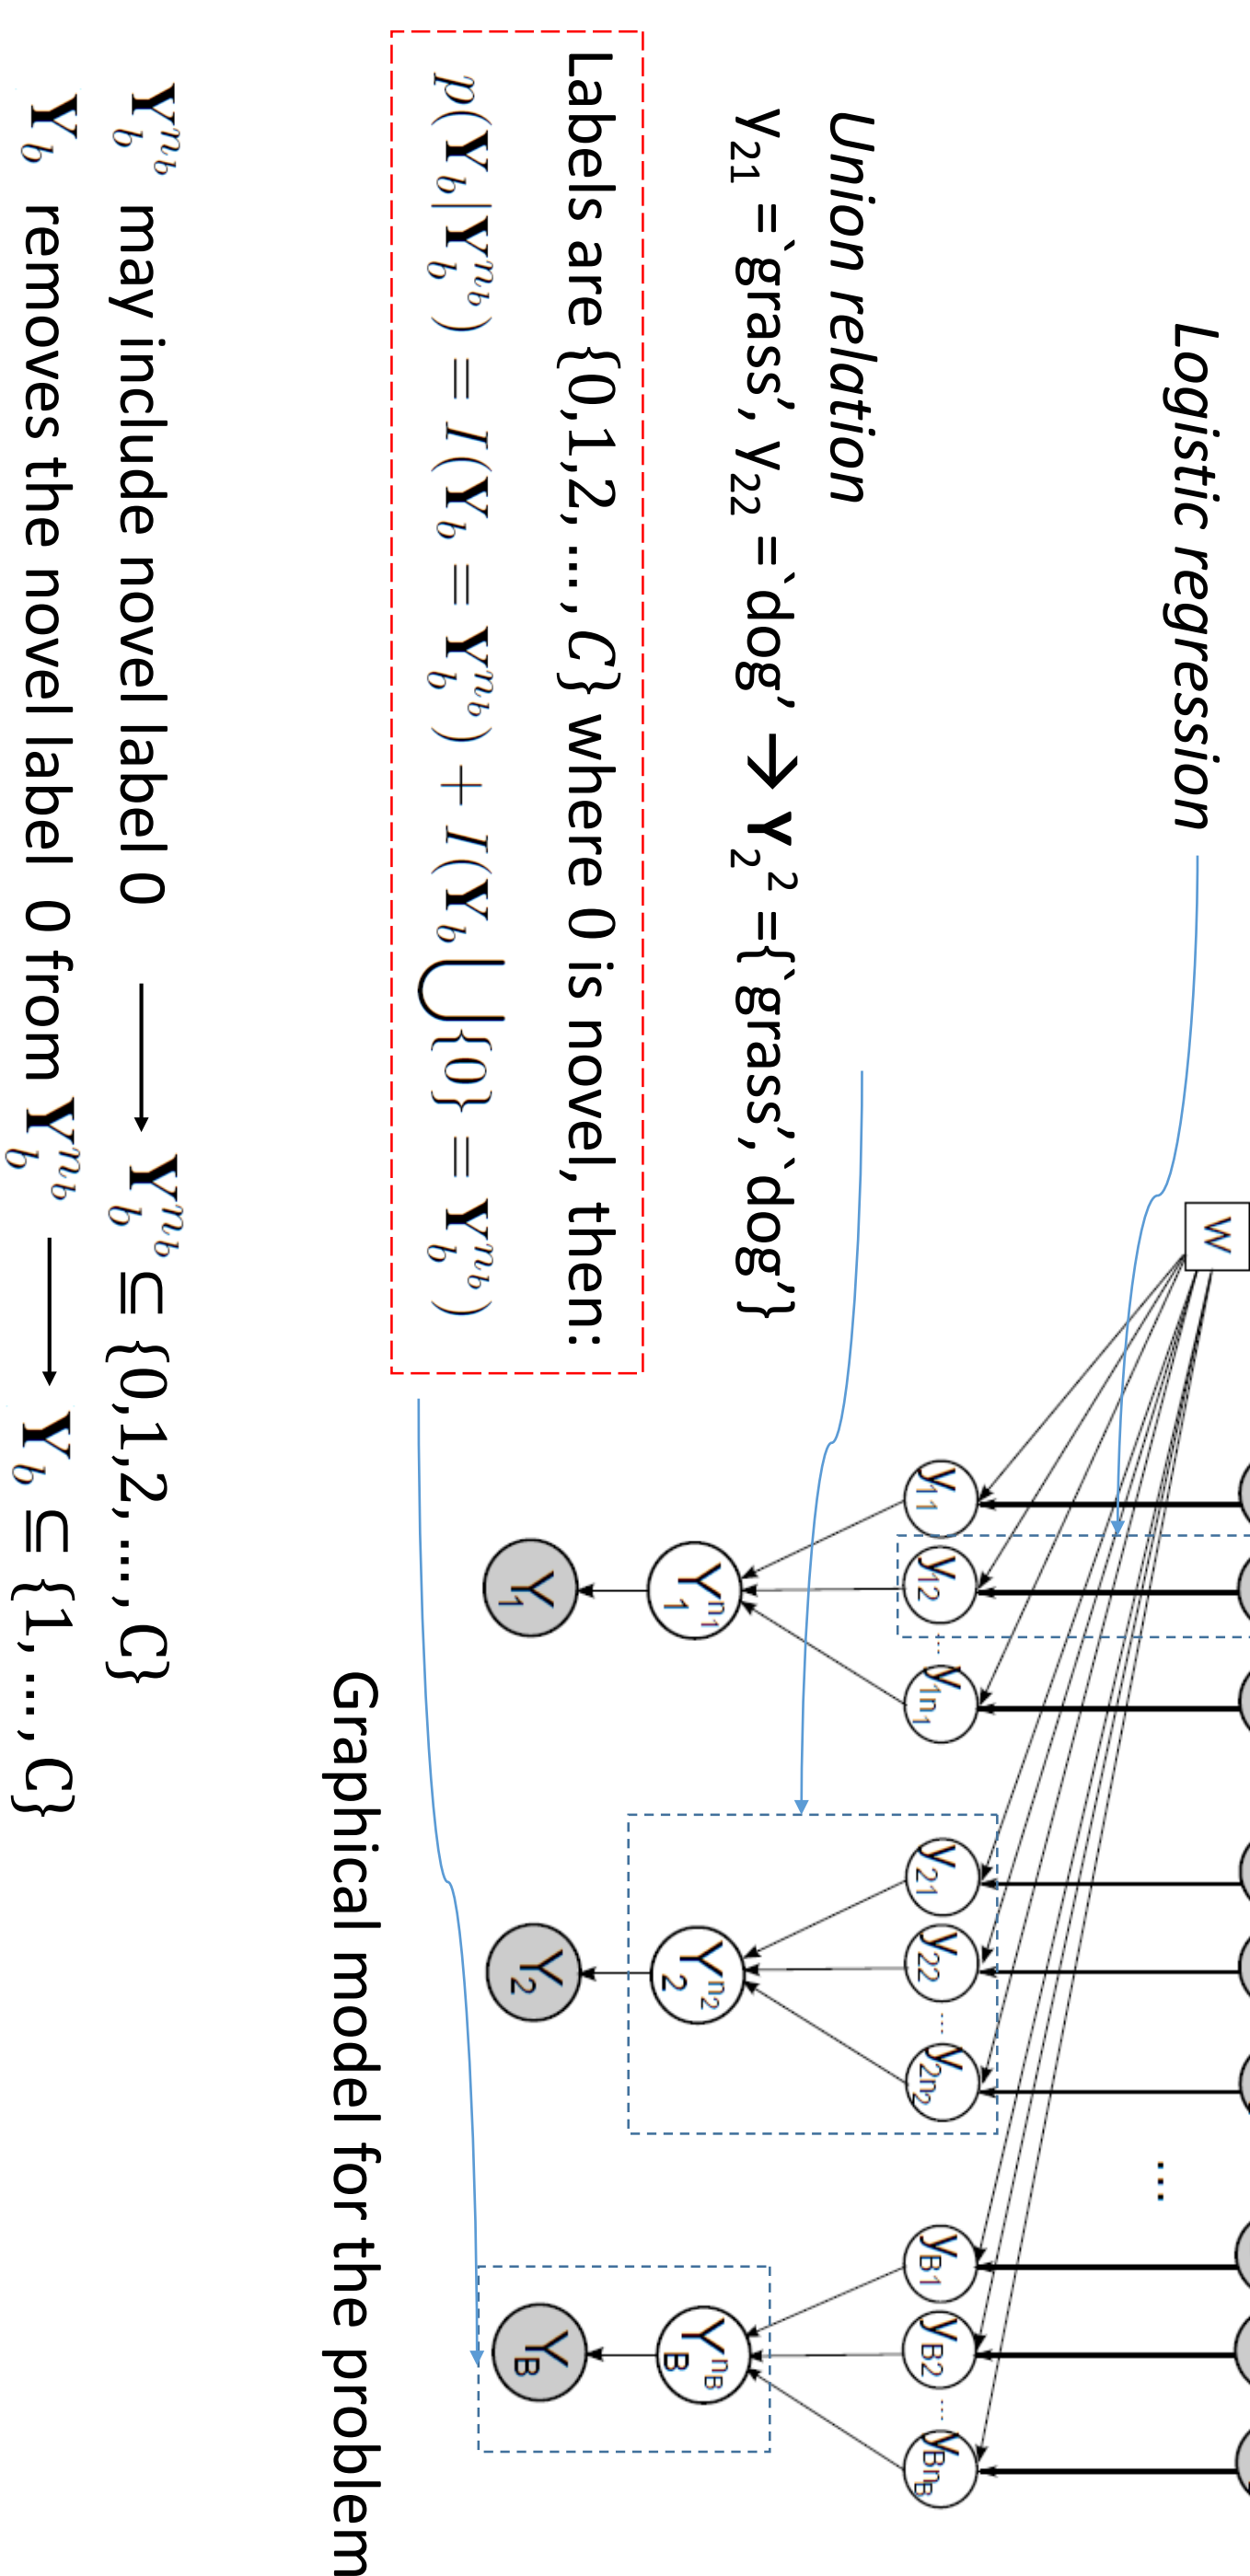 Logistic regression
w
...
Union relation
y21 =`grass’, y22 =`dog’ → Y2^2 ={`grass’,`dog’}
y11 y12 ... y1n1 y21 y22 ... y2n2 yB1 yB2 ... yBnB
Y1^n1 Y2^n2 YB^nB
Y1 Y2 YB
Labels are {0,1,2, … , C} where 0 is novel, then:
p(Yb|Yb^nb) = I(Yb = Yb^nb) + I(Yb ⋃{0} = Yb^nb)
Graphical model for the problem
Yb^nb may include novel label 0 → Yb^nb ⊆ {0,1,2, … , C}
Yb removes the novel label 0 from Yb^nb → Yb ⊆ {1, … , C}